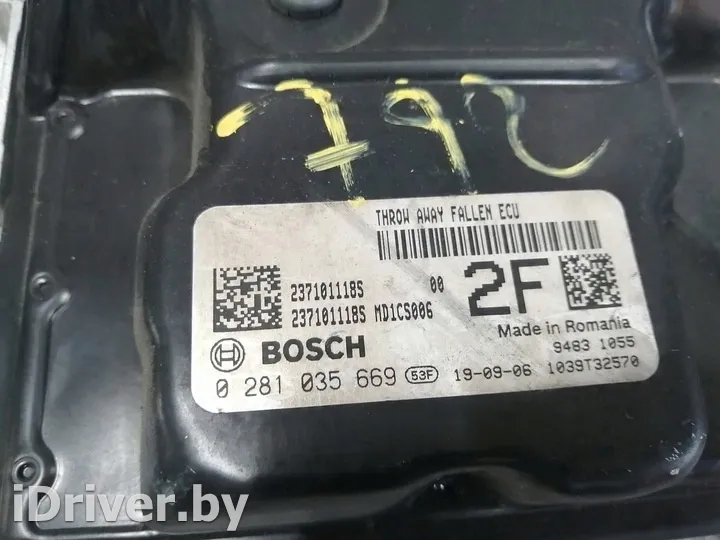 792
THROW AWAY FALLEN ECU
237101118S 00
237101118S MD1CS006
2F
Made in Romania
BOSCH
9483 1055
0 281 035 669 53F 19-09-06 1039T32570
iDriver.by